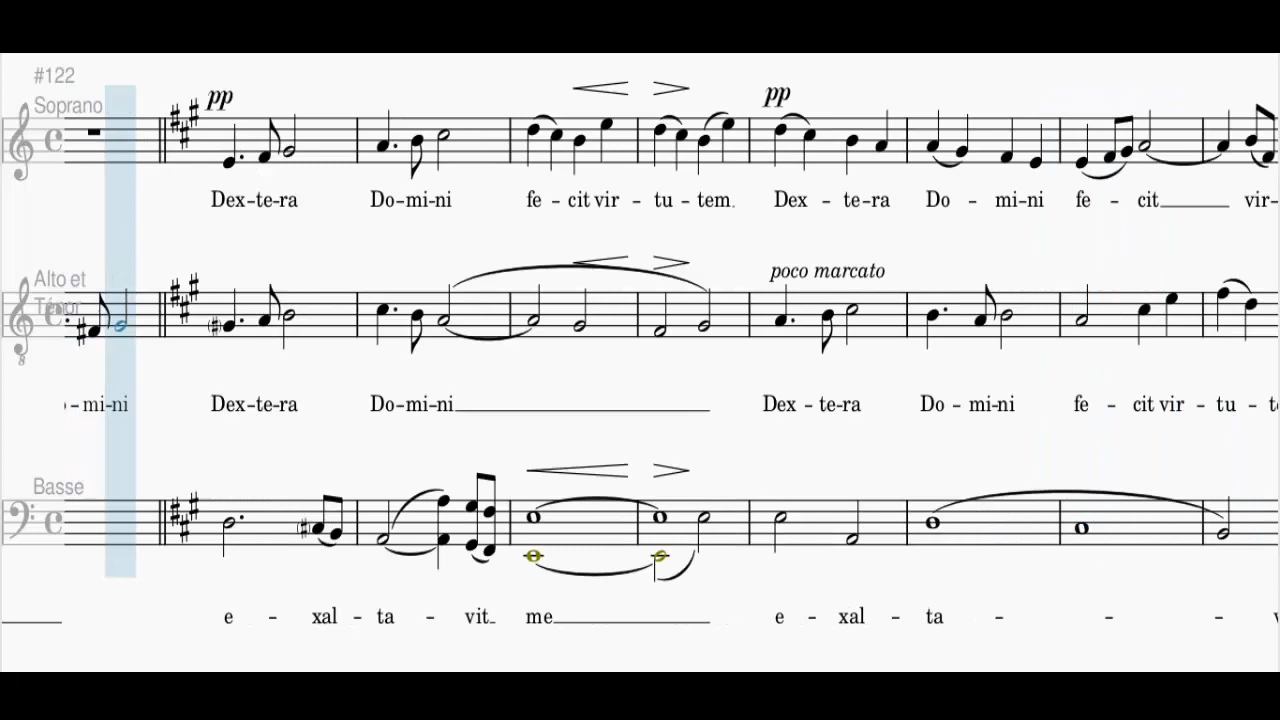 #122
Soprano
pp pp
Dex-te-ra Do-mi-ni fe - cit vir - tu - tem. Dex - te-ra Do - mi-ni fe - cit vir-
Alto et
Ténor
poco marcato
-mi-ni Dex-te-ra Do-mi-ni Dex - te-ra Do - mi-ni fe - cit vir - tu -
Basse
e - xal - ta - vit me e - xal - ta - - -